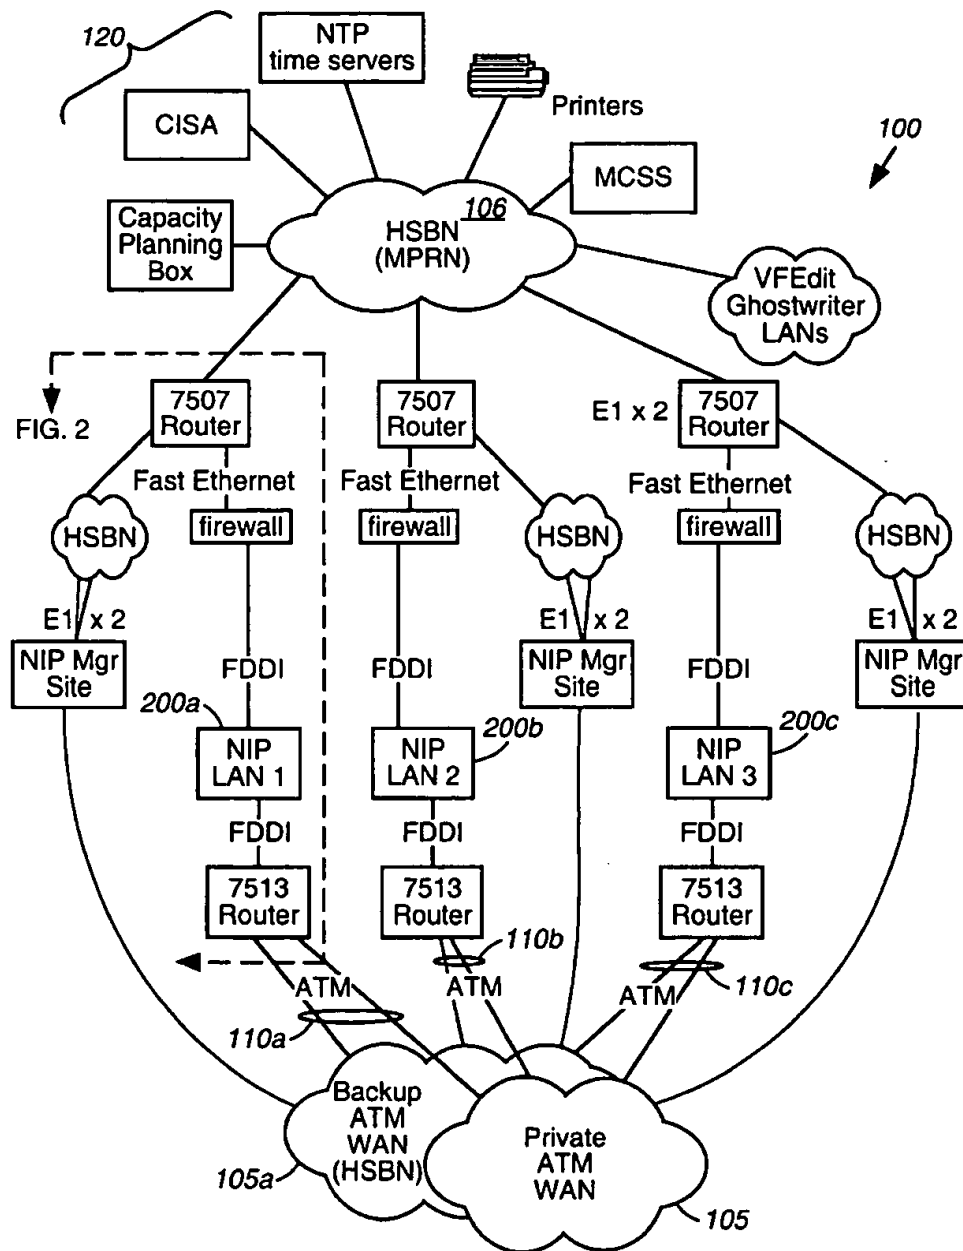 120
NTP
time servers
Printers
CISA
100
MCSS
106
HSBN
(MPRN)
Capacity
Planning
Box
VFEdit
Ghostwriter
LANs
FIG. 2
7507
Router
7507
Router
E1 x 2
7507
Router
Fast Ethernet
Fast Ethernet
Fast Ethernet
HSBN
firewall
firewall
HSBN
firewall
HSBN
E1 x 2
E1 x 2
E1 x 2
NIP Mgr
Site
FDDI
FDDI
NIP Mgr
Site
FDDI
NIP Mgr
Site
200a
200b
200c
NIP
LAN 1
NIP
LAN 2
NIP
LAN 3
FDDI
FDDI
FDDI
7513
Router
7513
Router
7513
Router
110b
110c
ATM
ATM
ATM
110a
Backup
ATM
WAN
(HSBN)
Private
ATM
WAN
105a
105